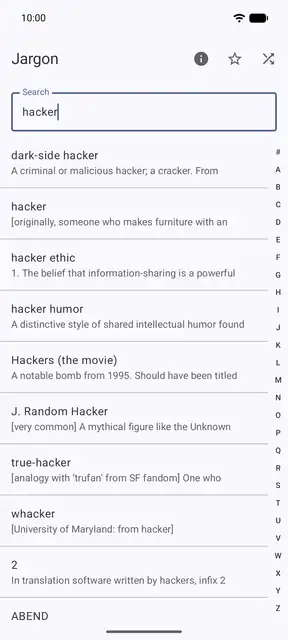 10:00
Jargon
Search
hacker
dark-side hacker
A criminal or malicious hacker; a cracker. From
hacker
[originally, someone who makes furniture with an
hacker ethic
1. The belief that information-sharing is a powerful
hacker humor
A distinctive style of shared intellectual humor found
Hackers (the movie)
A notable bomb from 1995. Should have been titled
J. Random Hacker
[very common] A mythical figure like the Unknown
true-hacker
[analogy with ‘trufan’ from SF fandom] One who
whacker
[University of Maryland: from hacker]
2
In translation software written by hackers, infix 2
ABEND
#
A
B
C
D
E
F
G
H
I
J
K
L
M
N
O
P
Q
R
S
T
U
V
W
X
Y
Z